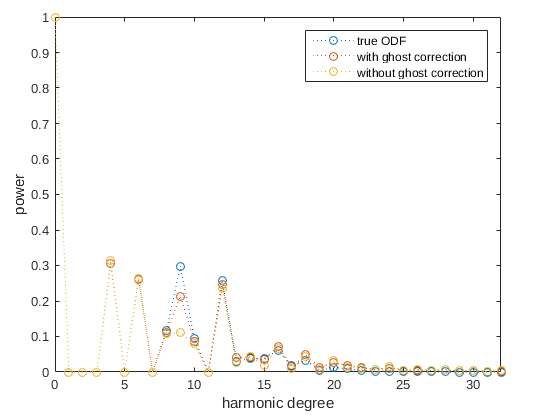 1
0.9
0.8
0.7
0.6
0.5
0.4
0.3
0.2
0.1
0
power
true ODF
with ghost correction
without ghost correction
0 5 10 15 20 25 30
harmonic degree